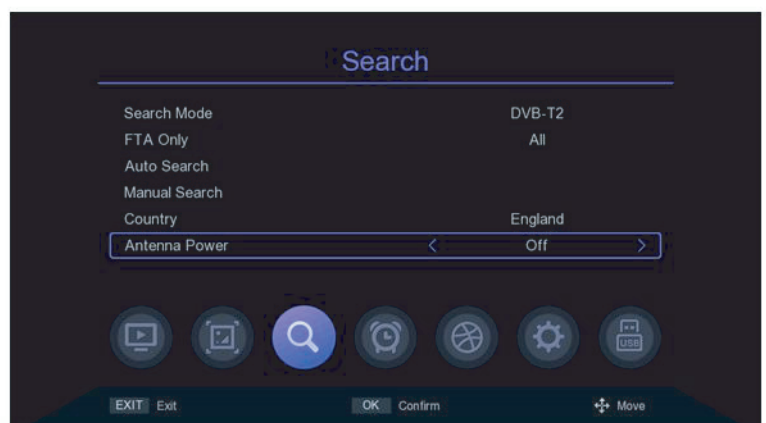 Search
Search Mode DVB-T2
FTA Only All
Auto Search
Manual Search
Country England
Antenna Power < Off >
USB
EXIT Exit OK Confirm Move